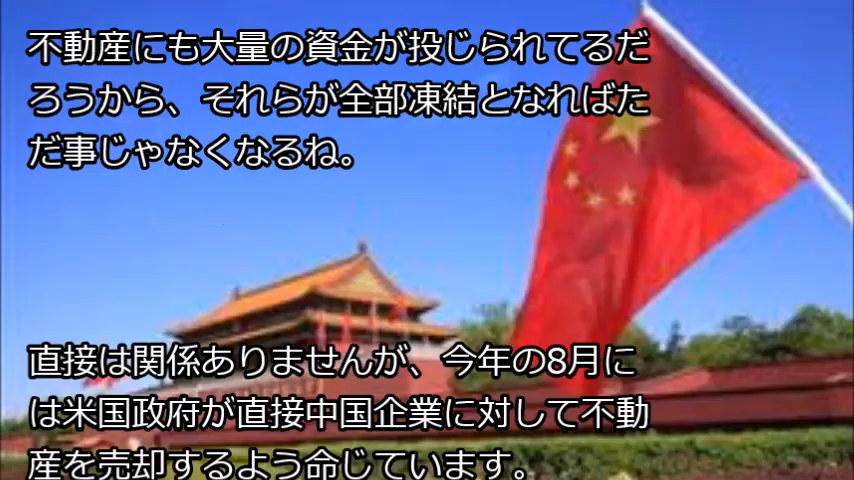 不動産にも大量の資金が投じられてるだ
ろうから、それらが全部凍結となればた
だ事じゃなくなるね。
直接は関係ありませんが、今年の8月に
は米国政府が直接中国企業に対して不動
産を売却するよう命じています。